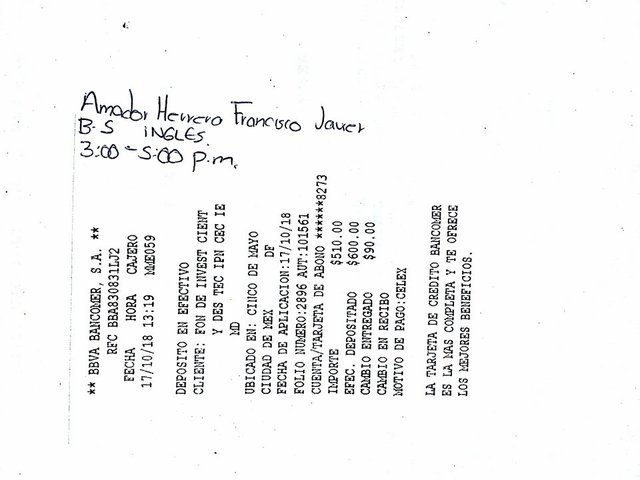 Amador Herrero Francisco Javier
B-S INGLES.
3:00 - 5:00 p.m.
** BBVA BANCOMER, S.A. **
RFC BBA830831LJ2
FECHA HORA CAJERO
17/10/18 13:19 MME059
DEPOSITO EN EFECTIVO
CLIENTE: FON DE INVEST CIENT
Y DES TEC IPN CEC IE
MD
UBICADO EN: CINCO DE MAYO
CIUDAD DE MEX DF
FECHA DE APLICACION:17/10/18
FOLIO NUMERO:2896 AUT:101561
CUENTA/TARJETA DE ABONO ******8273
IMPORTE $510.00
EFEC. DEPOSITADO $600.00
CAMBIO ENTREGADO $90.00
CAMBIO EN RECIBO
MOTIVO DE PAGO:CELEX
LA TARJETA DE CREDITO BANCOMER
ES LA MAS COMPLETA Y TE OFRECE
LOS MEJORES BENEFICIOS.